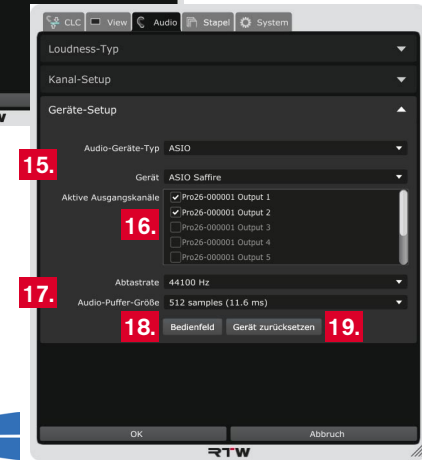 CLC View Audio Stapel System
Loudness-Typ
Kanal-Setup
Geräte-Setup
Audio-Geräte-Typ ASIO
15.
Gerät ASIO Saffire
Aktive Ausgangskanäle Pro26-000001 Output 1
16. Pro26-000001 Output 2
Pro26-000001 Output 3
Pro26-000001 Output 4
Pro26-000001 Output 5
17. Abtastrate 44100 Hz
Audio-Puffer-Größe 512 samples (11.6 ms)
18. Bedienfeld Gerät zurücksetzen 19.
OK Abbruch
RTW